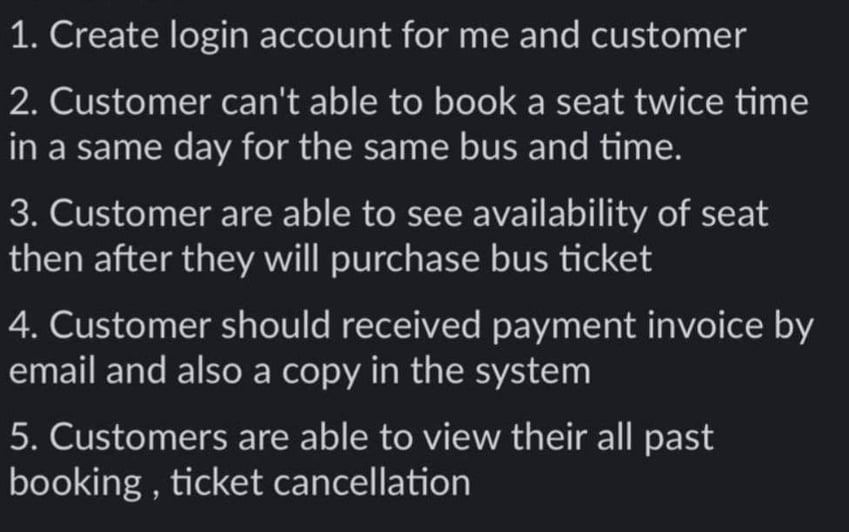 1. Create login account for me and customer
2. Customer can't able to book a seat twice time
in a same day for the same bus and time.
3. Customer are able to see availability of seat
then after they will purchase bus ticket
4. Customer should received payment invoice by
email and also a copy in the system
5. Customers are able to view their all past
booking , ticket cancellation